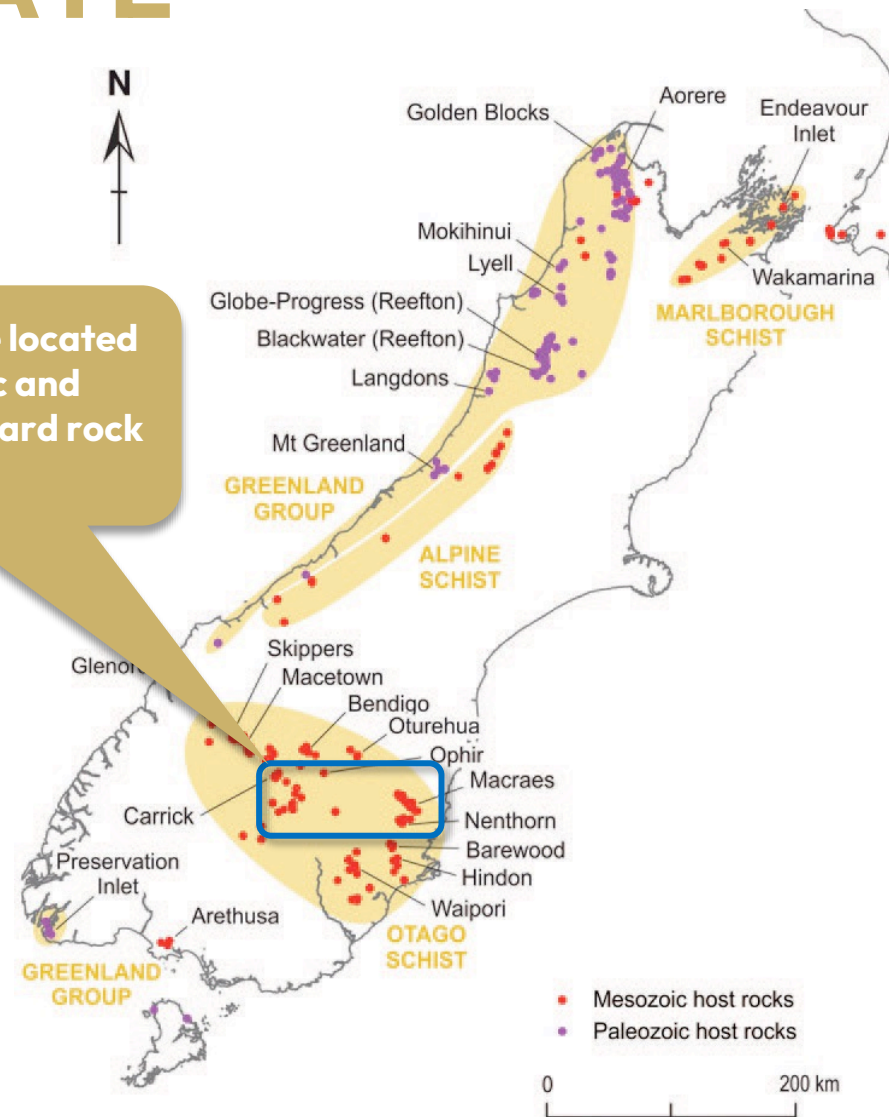 N
Golden Blocks
Aorere
Endeavour
Inlet
Mokihinui
Lyell
Wakamarina
Globe-Progress (Reefton)
MARLBOROUGH
SCHIST
Blackwater (Reefton)
located
Langdons
c and
ard rock
Mt Greenland
GREENLAND
GROUP
ALPINE
SCHIST
Skippers
Macetown
Bendigo
Oturehua
Ophir
Macraes
Carrick
Nenthorn
Barewood
Preservation
Inlet
Hindon
Arethusa
Waipori
OTAGO
SCHIST
GREENLAND
GROUP
Mesozoic host rocks
Paleozoic host rocks
0 200 km